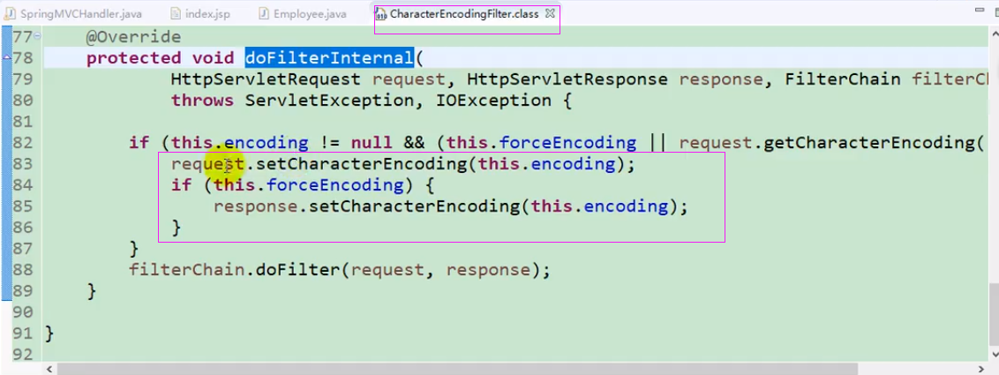 SpringMVCHandler.java index.jsp Employee.java CharacterEncodingFilter.class
77 @Override
78 protected void doFilterInternal(
79 HttpServletRequest request, HttpServletResponse response, FilterChain filterCh
80 throws ServletException, IOException {
81
82 if (this.encoding != null && (this.forceEncoding || request.getCharacterEncoding(
83 request.setCharacterEncoding(this.encoding);
84 if (this.forceEncoding) {
85 response.setCharacterEncoding(this.encoding);
86 }
87 }
88 filterChain.doFilter(request, response);
89 }
90
91 }
92